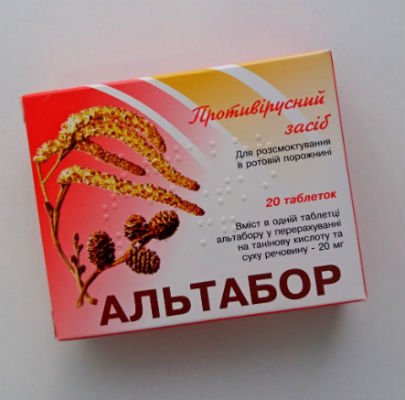 Противірусний
засіб
Для розсмоктування
в ротовій порожнині
20 таблеток
Вміст в одній таблетці
альтабору у перерахуванні
на танінову кислоту та
суху речовину - 20 мг
АЛЬТАБОР